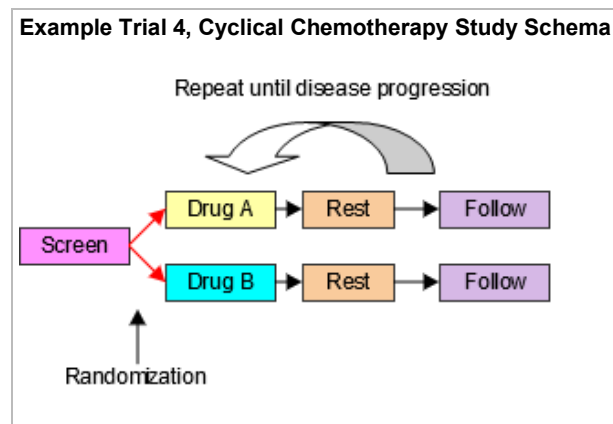 Example Trial 4, Cyclical Chemotherapy Study Schema
Repeat until disease progression
Drug A
Rest
Follow
Screen
Drug B
Rest
Follow
Randomization